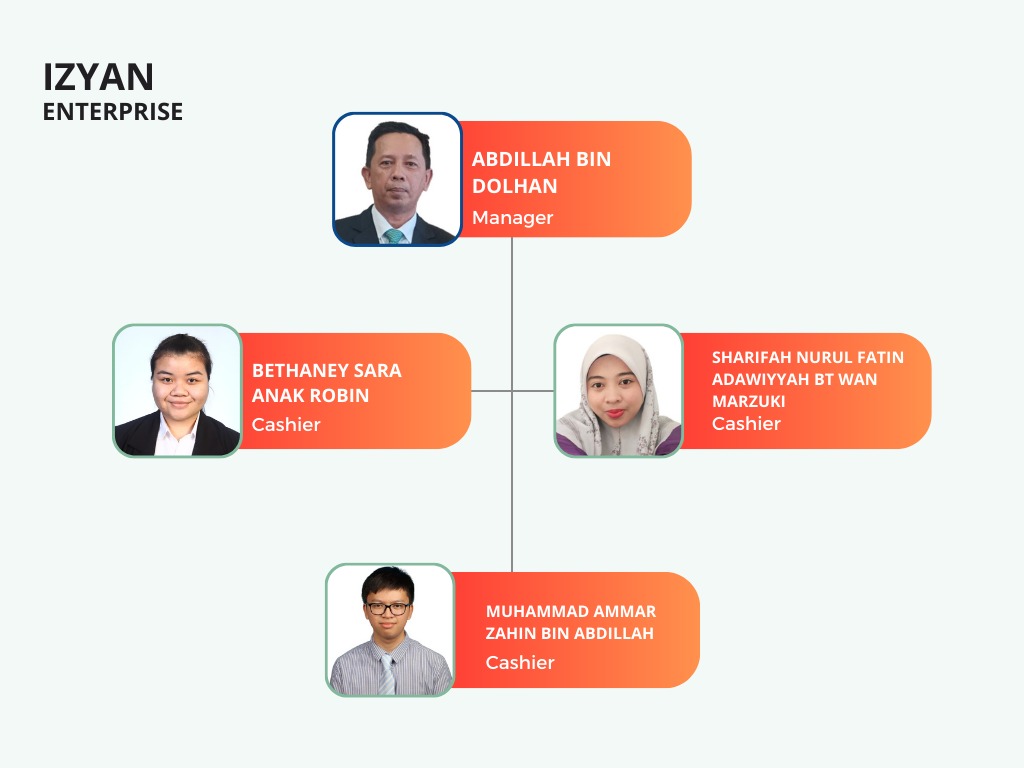 IZYAN
ENTERPRISE
ABDILLAH BIN
DOLHAN
Manager
BETHANEY SARA
ANAK ROBIN
Cashier
SHARIFAH NURUL FATIN
ADAWIYYAH BT WAN
MARZUKI
Cashier
MUHAMMAD AMMAR
ZAHIN BIN ABDILLAH
Cashier